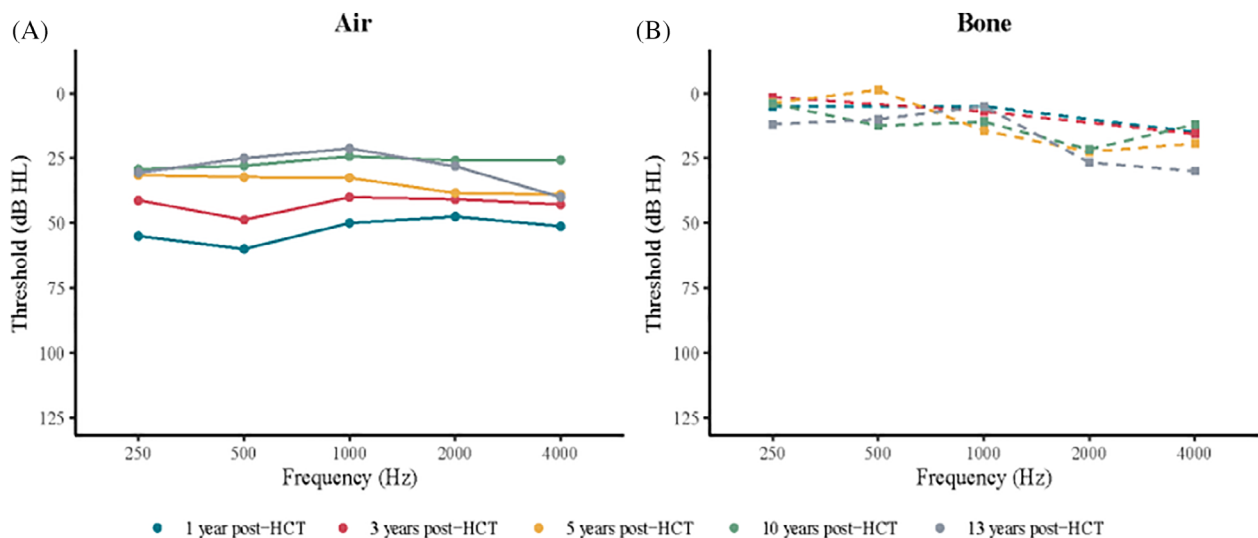 (A)
Air
Threshold (dB HL)
0
25
50
75
100
125
250 500 1000 2000 4000
Frequency (Hz)
(B)
Bone
Threshold (dB HL)
0
25
50
75
100
125
250 500 1000 2000 4000
Frequency (Hz)
1 year post−HCT 3 years post−HCT 5 years post−HCT 10 years post−HCT 13 years post−HCT